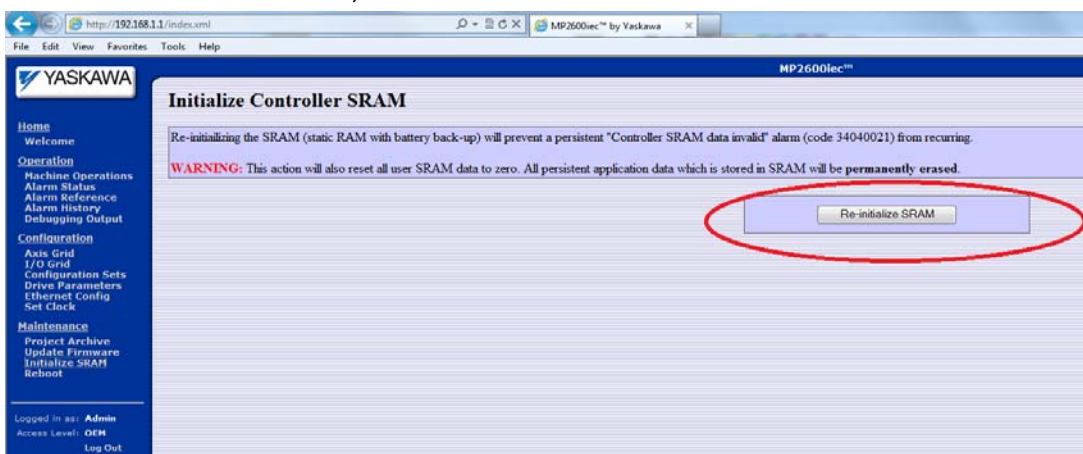 http://192.168.1.1/index.xml
MP2600iec™ by Yaskawa
File Edit View Favorites Tools Help
YASKAWA
MP2600iec™
Initialize Controller SRAM
Re-initializing the SRAM (static RAM with battery back-up) will prevent a persistent "Controller SRAM data invalid" alarm (code 34040021) from recurring.
WARNING: This action will also reset all user SRAM data to zero. All persistent application data which is stored in SRAM will be permanently erased.
Re-initialize SRAM
Home
Welcome
Operation
Machine Operations
Alarm Status
Alarm Reference
Alarm History
Debugging Output
Configuration
Axis Grid
I/O Grid
Configuration Sets
Drive Parameters
Ethernet Config
Set Clock
Maintenance
Project Archive
Update Firmware
Initialize SRAM
Reboot
Logged in as: Admin
Access Level: OEM
Log Out